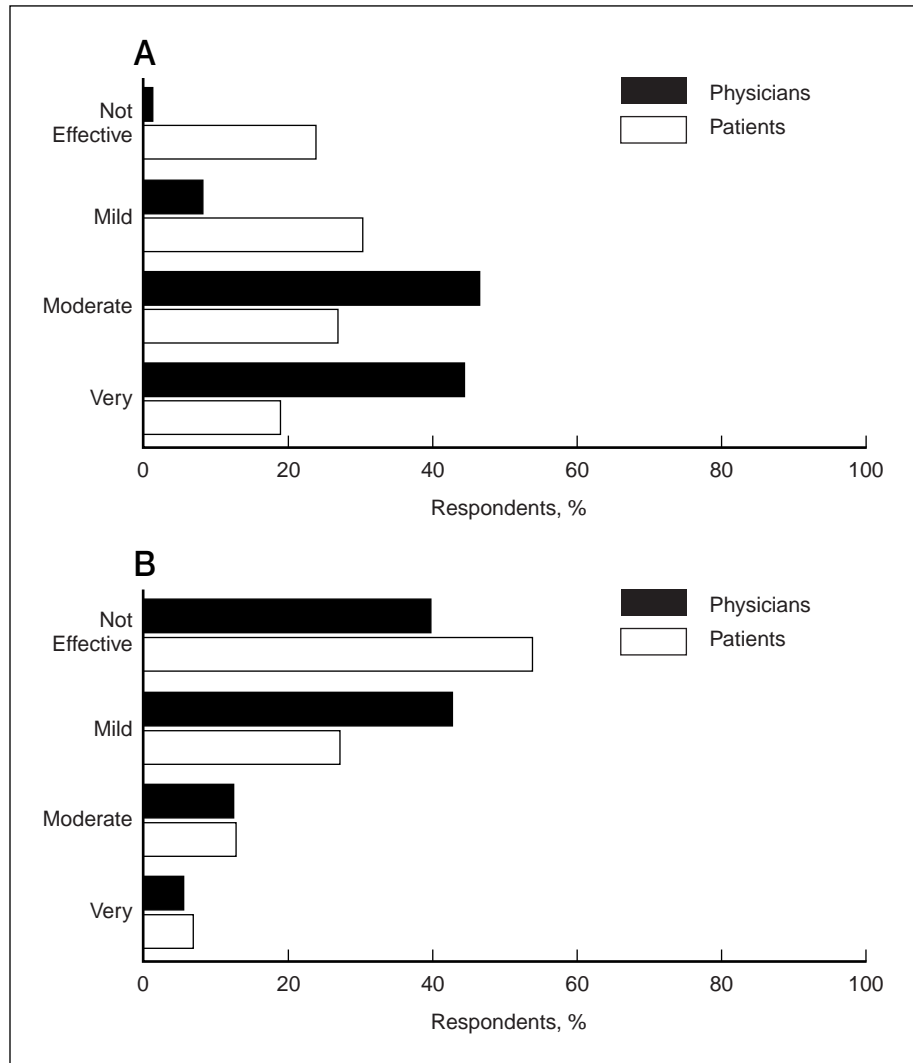 A
Physicians
Patients
Not
Effective
Mild
Moderate
Very
0 20 40 60 80 100
Respondents, %
B
Physicians
Patients
Not
Effective
Mild
Moderate
Very
0 20 40 60 80 100
Respondents, %